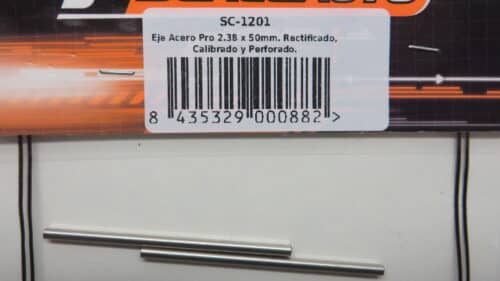 SC-1201
Eje Acero Pro 2.38 x 50mm. Rectificado,
Calibrado y Perforado.
8 435329 000882 >